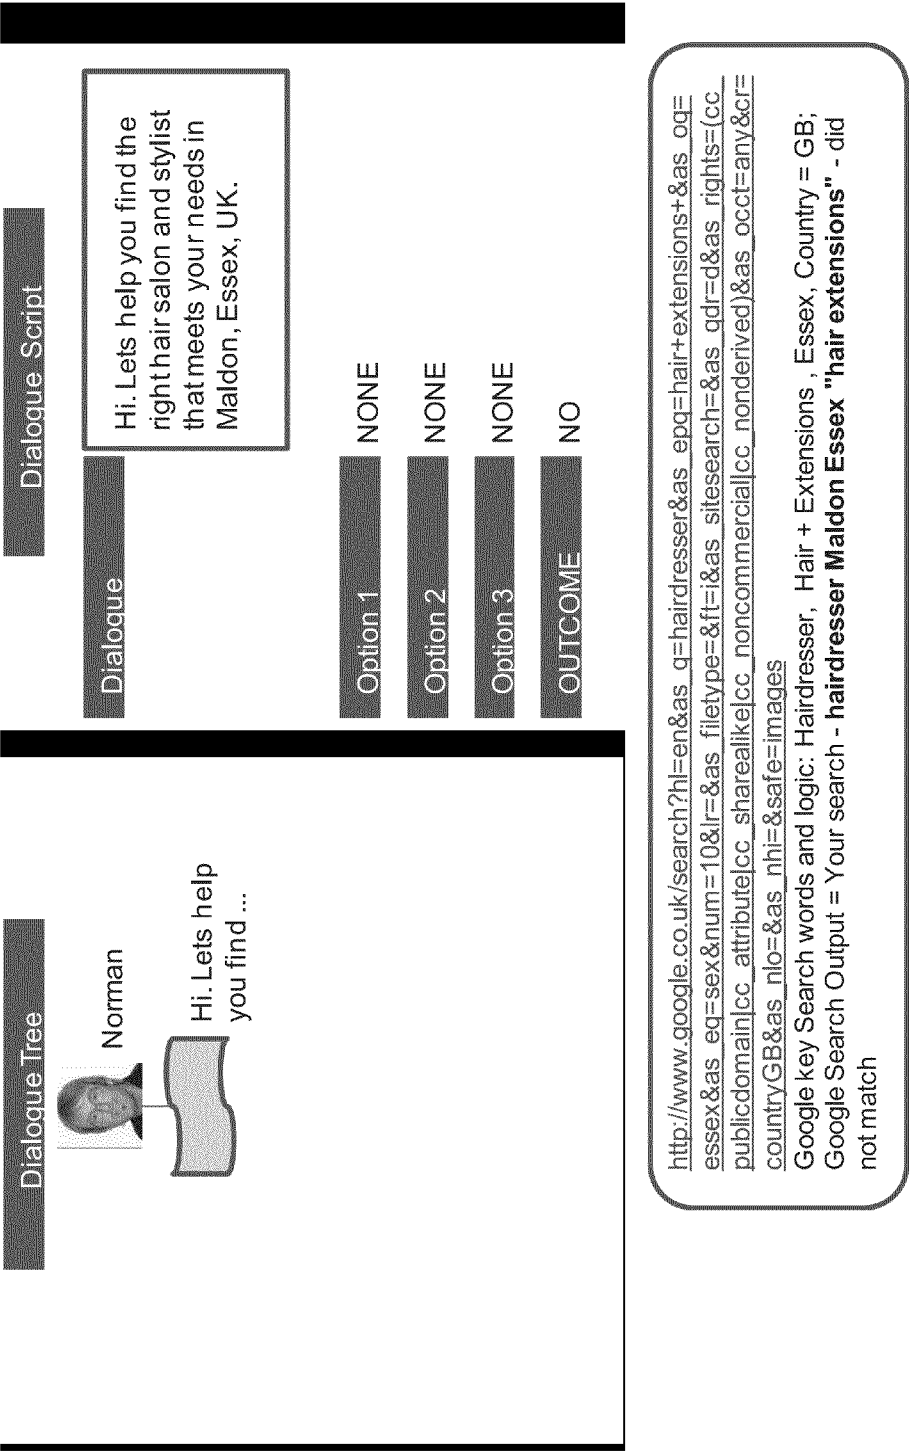 Dialogue Tree
Norman
Hi. Lets help
you find ...
Dialogue Script
Dialogue
Hi. Lets help you find the
right hair salon and stylist
that meets your needs in
Maldon, Essex, UK.
Option 1 NONE
Option 2 NONE
Option 3 NONE
OUTCOME NO
http://www.google.co.uk/search?hl=en&as_q=hairdresser&as_epq=hair+extensions+&as_oq=
essex&as_eq=sex&num=10&lr=&as_filetype=&ft=i&as_sitesearch=&as_qdr=d&as_rights=(cc_
publicdomain|cc_attribute|cc_sharealike|cc_noncommercial|cc_nonderived)&as_occt=any&cr=
countryGB&as_nlo=&as_nhi=&safe=images
Google key Search words and logic: Hairdresser, Hair + Extensions , Essex, Country = GB;
Google Search Output = Your search - hairdresser Maldon Essex "hair extensions" - did
not match